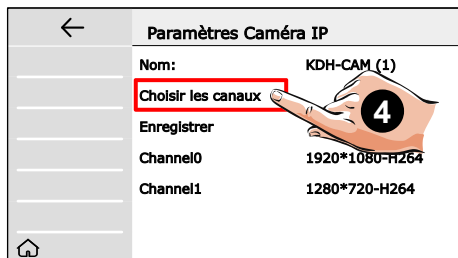 Paramètres Caméra IP
Nom: KDH-CAM (1)
Choisir les canaux
4
Enregistrer
Channel0 1920*1080-H264
Channel1 1280*720-H264